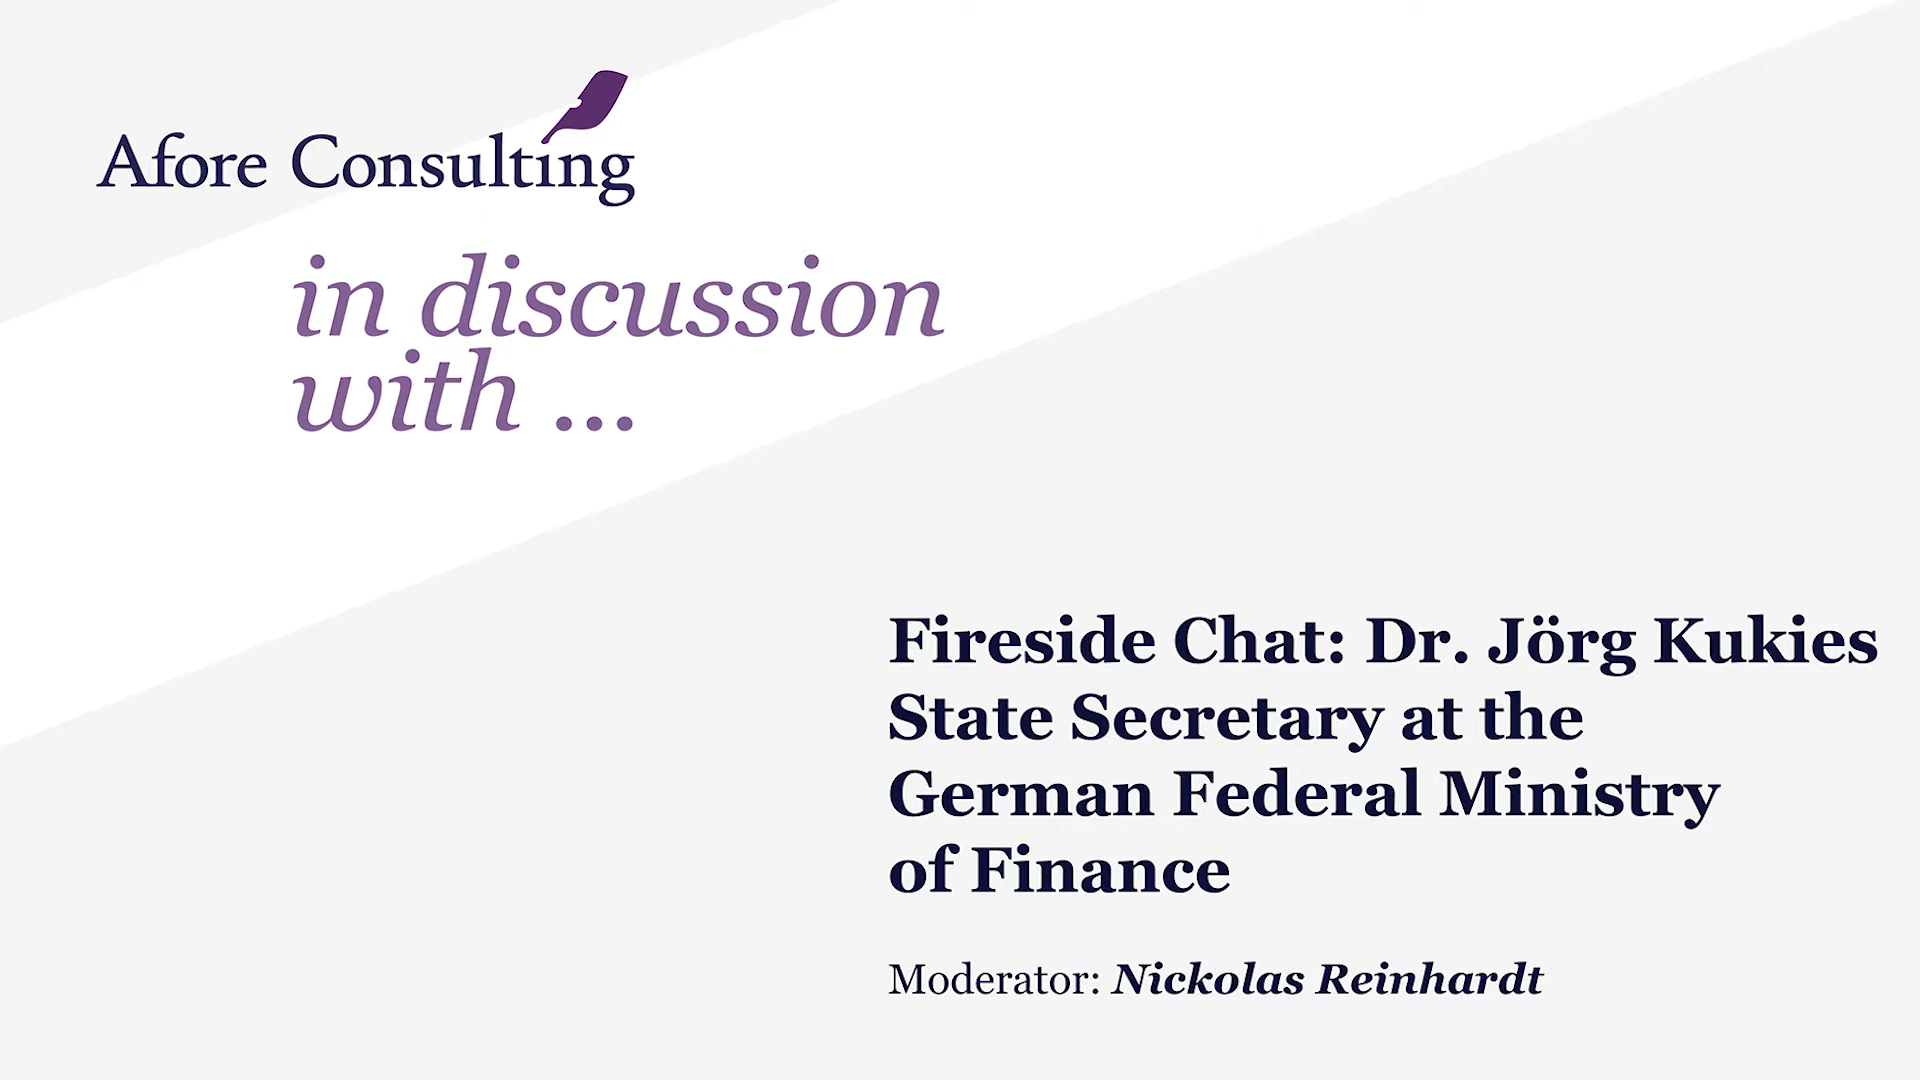 Afore Consulting
in discussion
with ...
Fireside Chat: Dr. Jörg Kukies
State Secretary at the
German Federal Ministry
of Finance
Moderator: Nickolas Reinhardt